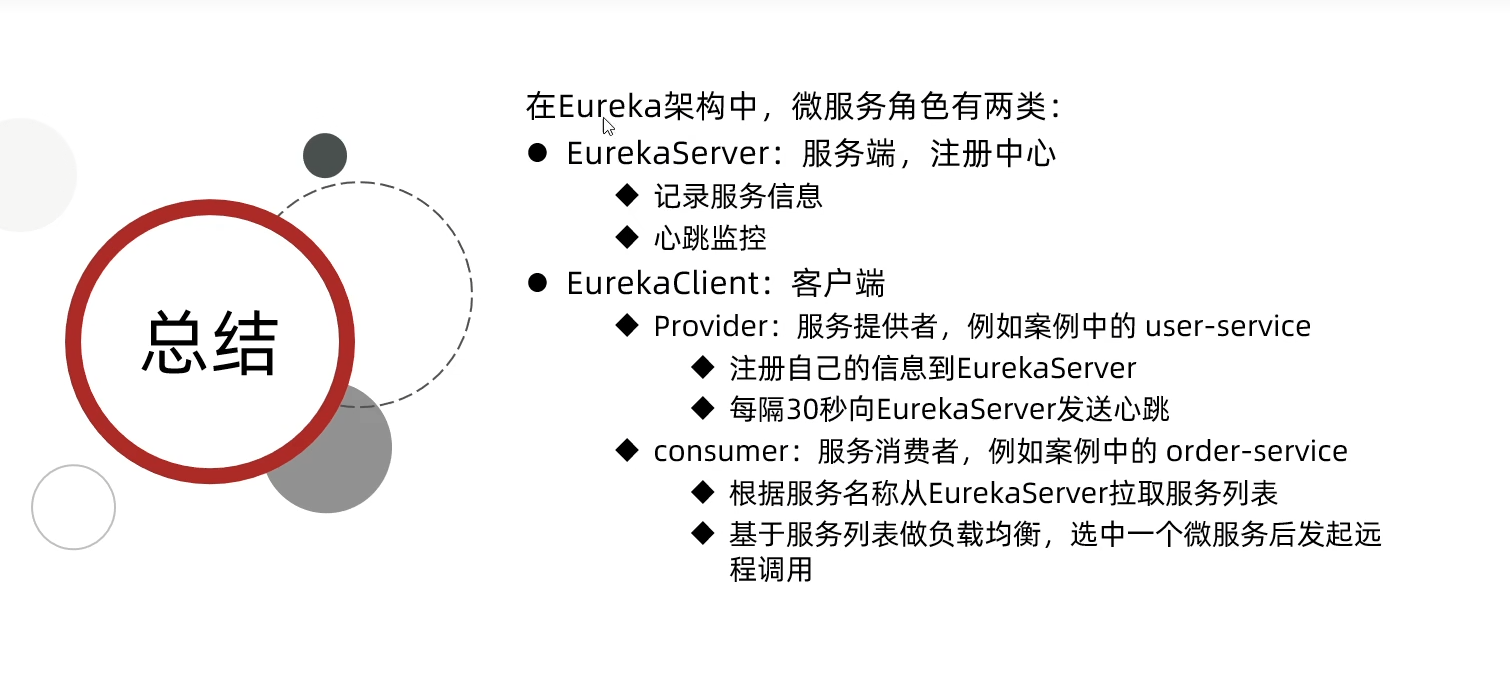 总结
在Eureka架构中，微服务角色有两类：
EurekaServer：服务端，注册中心
记录服务信息
心跳监控
EurekaClient：客户端
Provider：服务提供者，例如案例中的 user-service
注册自己的信息到EurekaServer
每隔30秒向EurekaServer发送心跳
consumer：服务消费者，例如案例中的 order-service
根据服务名称从EurekaServer拉取服务列表
基于服务列表做负载均衡，选中一个微服务后发起远
程调用